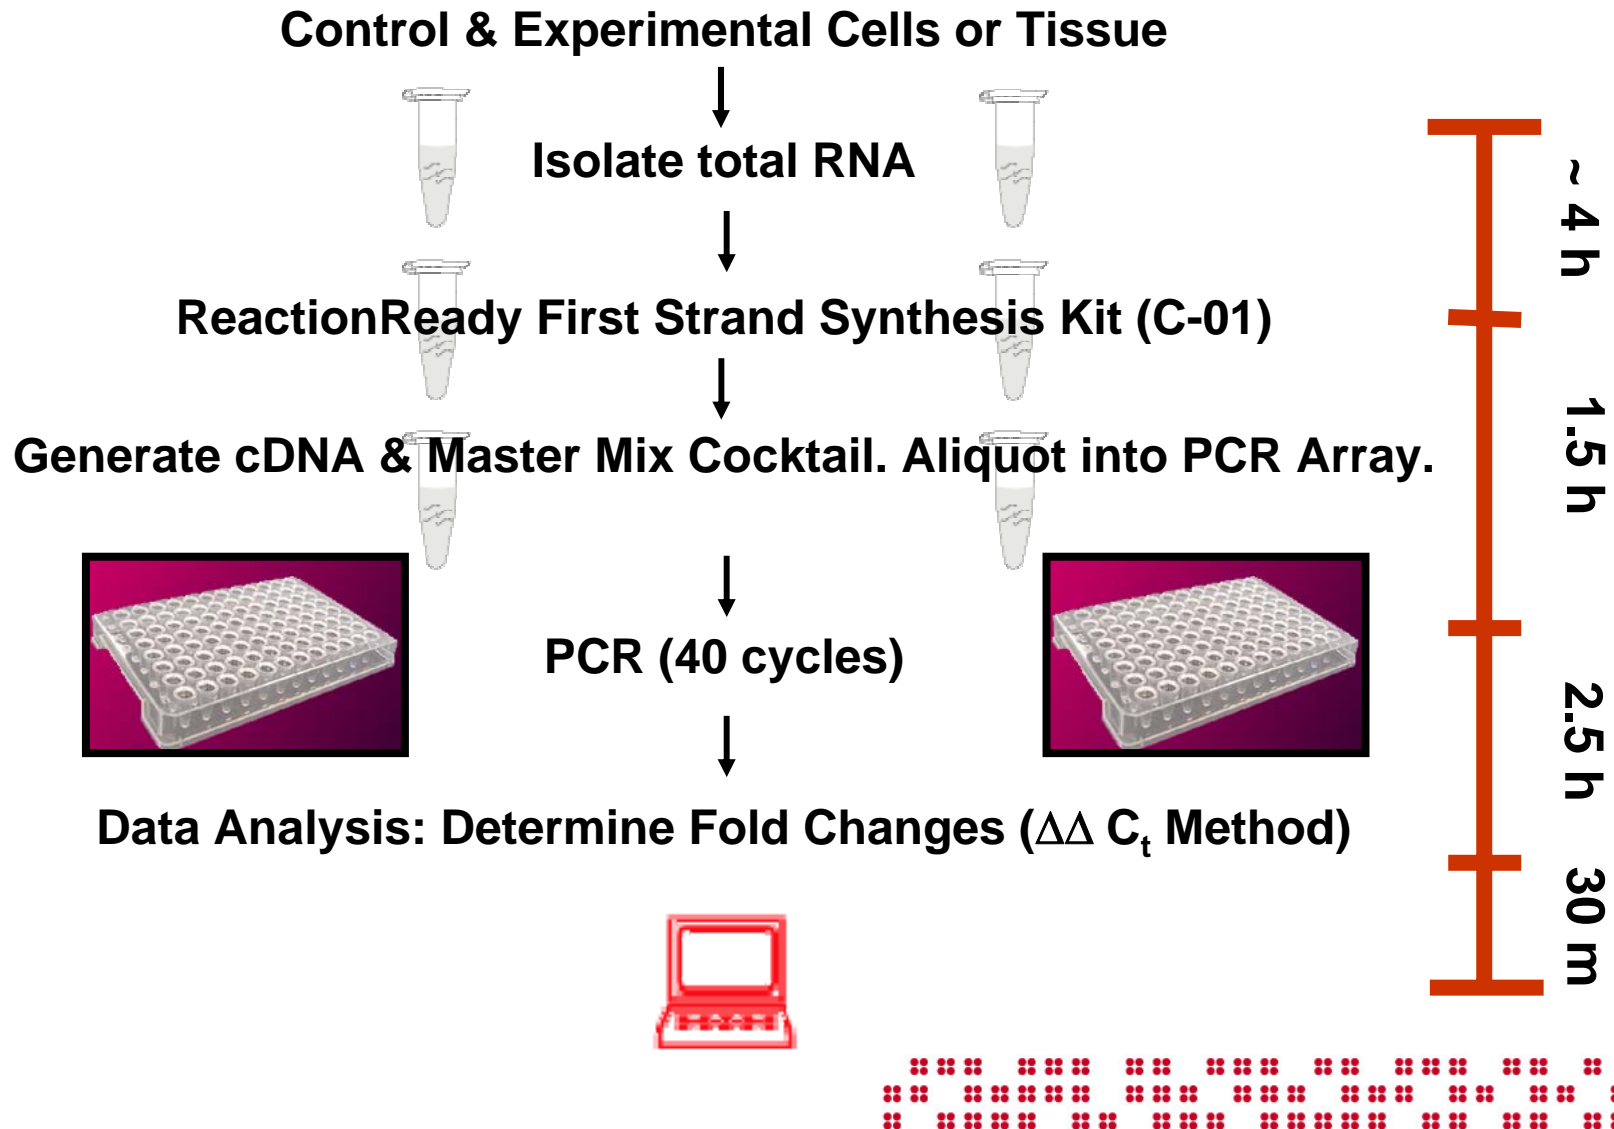 Control & Experimental Cells or Tissue
Isolate total RNA
ReactionReady First Strand Synthesis Kit (C-01)
Generate cDNA & Master Mix Cocktail. Aliquot into PCR Array.
PCR (40 cycles)
Data Analysis: Determine Fold Changes (ΔΔ Ct Method)
~ 4 h
1.5 h
2.5 h
30 m